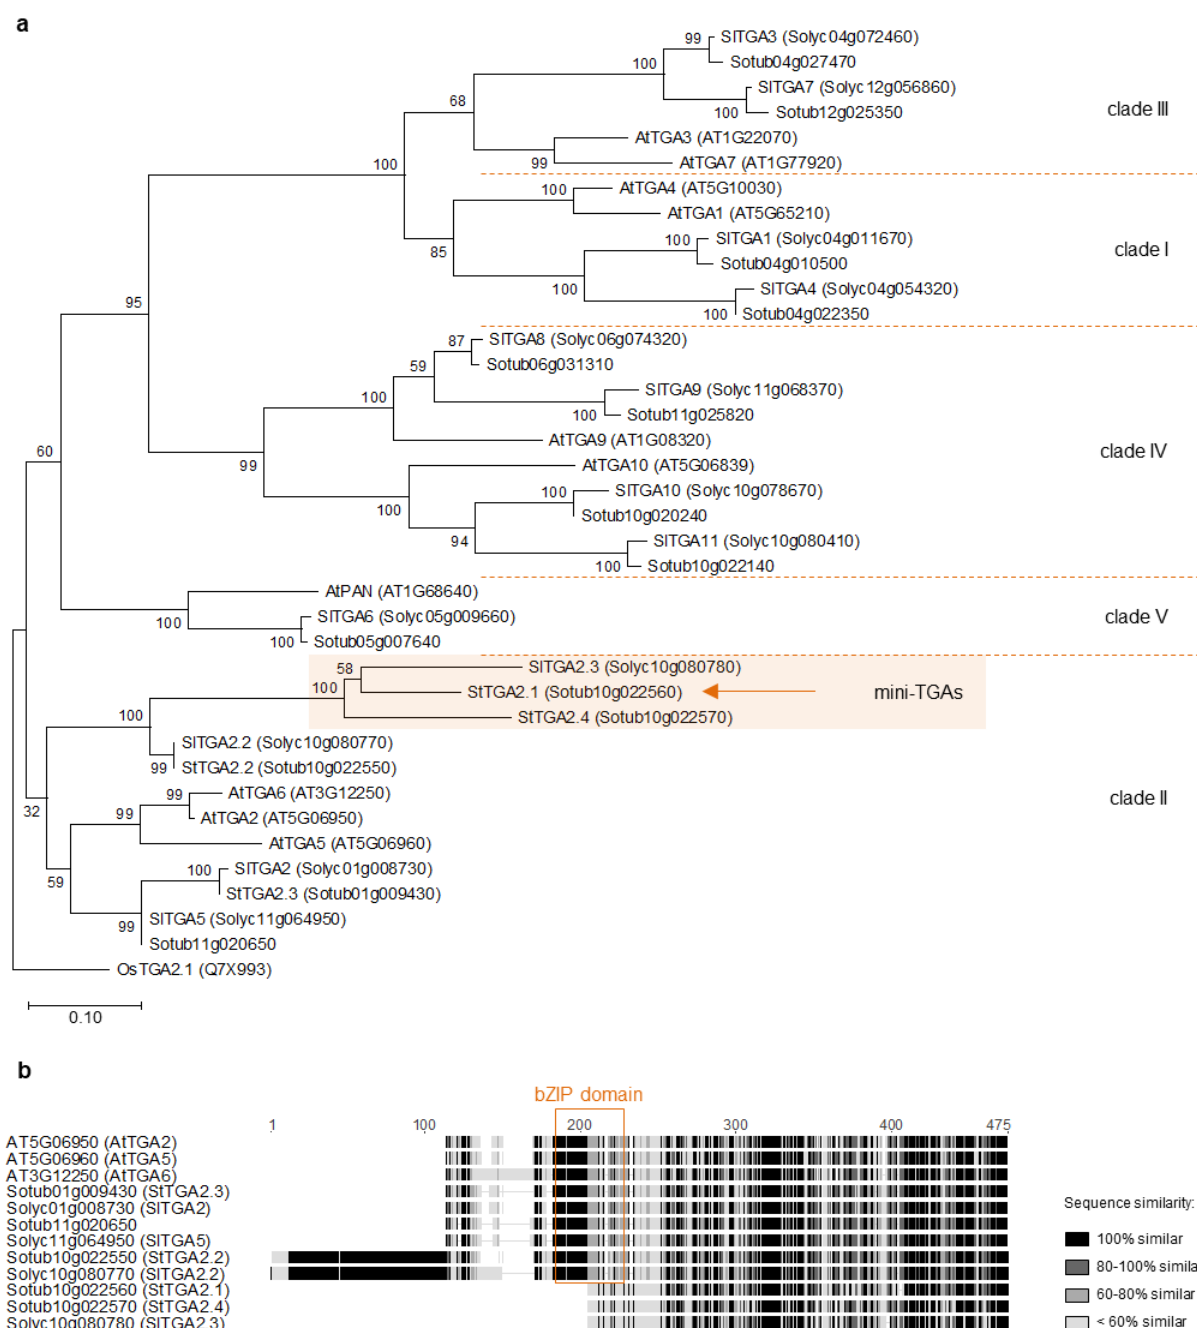 a
99
SlTGA3 (Solyc04g072460)
100
Sotub04g027470
SlTGA7 (Solyc12g056860)
68
100
Sotub12g025350
clade III
AtTGA3 (AT1G22070)
100
99
AtTGA7 (AT1G77920)
100
AtTGA4 (AT5G10030)
AtTGA1 (AT5G65210)
85
100
SlTGA1 (Solyc04g011670)
clade I
Sotub04g010500
100
SlTGA4 (Solyc04g054320)
95
100
Sotub04g022350
87
SlTGA8 (Solyc06g074320)
59
Sotub06g031310
100
SlTGA9 (Solyc11g068370)
100
Sotub11g025820
AtTGA9 (AT1G08320)
clade IV
60
99
AtTGA10 (AT5G06839)
100
SlTGA10 (Solyc10g078670)
100
Sotub10g020240
94
SlTGA11 (Solyc10g080410)
100
Sotub10g022140
AtPAN (AT1G68640)
100
SlTGA6 (Solyc05g009660)
clade V
100
Sotub05g007640
58
SlTGA2.3 (Solyc10g080780)
100
StTGA2.1 (Sotub10g022560)
mini-TGAs
100
StTGA2.4 (Sotub10g022570)
SlTGA2.2 (Solyc10g080770)
99
StTGA2.2 (Sotub10g022550)
99
AtTGA6 (AT3G12250)
clade II
32
99
AtTGA2 (AT5G06950)
AtTGA5 (AT5G06960)
100
SlTGA2 (Solyc01g008730)
59
StTGA2.3 (Sotub01g009430)
99
SlTGA5 (Solyc11g064950)
Sotub11g020650
OsTGA2.1 (Q7X993)
0.10
b
bZIP domain
1 100 200 300 400 475
AT5G06950 (AtTGA2)
AT5G06960 (AtTGA5)
AT3G12250 (AtTGA6)
Sotub01g009430 (StTGA2.3)
Solyc01g008730 (SlTGA2)
Sotub11g020650
Solyc11g064950 (SlTGA5)
Sotub10g022550 (StTGA2.2)
Solyc10g080770 (SlTGA2.2)
Sotub10g022560 (StTGA2.1)
Sotub10g022570 (StTGA2.4)
Solyc10g080780 (SlTGA2.3)
Sequence similarity:
100% similar
80-100% simila
60-80% similar
< 60% similar